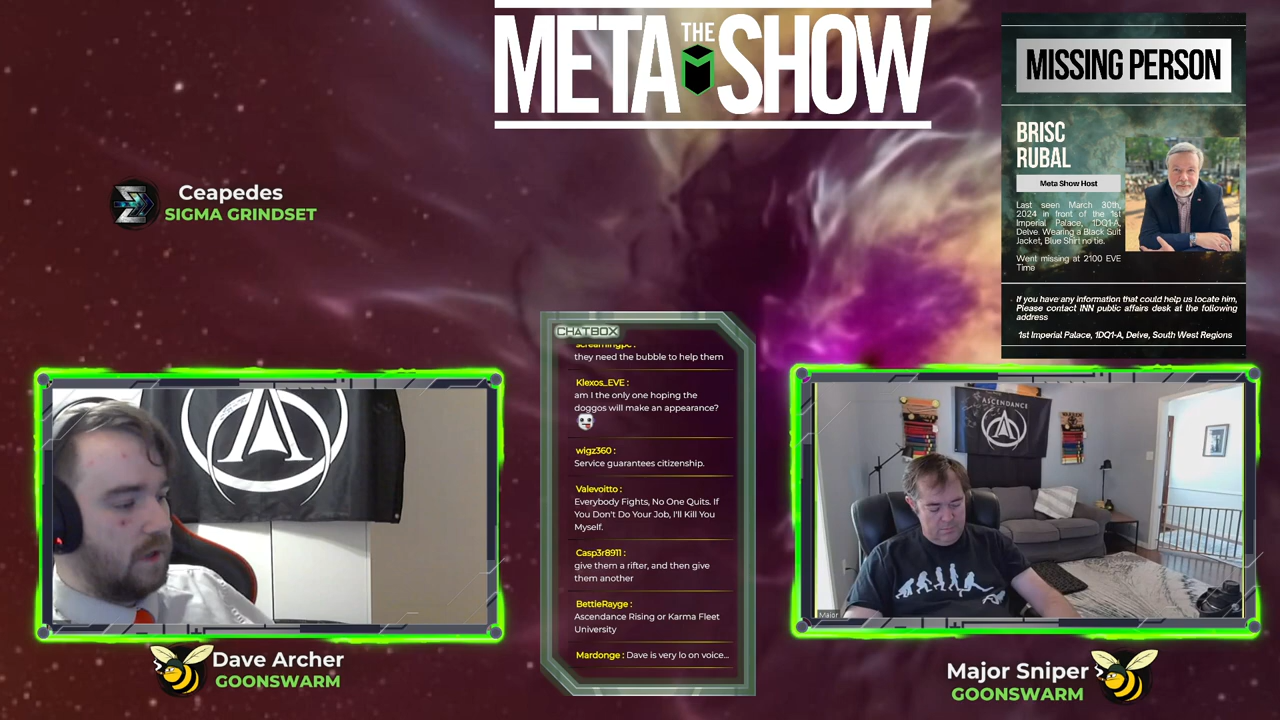 META THE SHOW
MISSING PERSON
BRISC
RUBAL
Meta Show Host
Last seen March 30th,
2024 in front of the 1st
Imperial Palace, 1DQ1-A,
Delve. Wearing a Black Suit
Jacket, Blue Shirt no tie.
Went missing at 2100 EVE
Time
If you have any information that could help us locate him,
Please contact INN public affairs desk at the following
address
1st Imperial Palace, 1DQ1-A, Delve, South West Regions
Ceapedes
SIGMA GRINDSET
CHATBOX
screamingpc :
they need the bubble to help them
Klexos_EVE :
am I the only one hoping the
doggos will make an appearance?
wigz360 :
Service guarantees citizenship.
Valevoitto :
Everybody Fights, No One Quits. If
You Don't Do Your Job, I'll Kill You
Myself.
Casp3r8911 :
give them a rifter, and then give
them another
BettieRayge :
Ascendance Rising or Karma Fleet
University
Mardonge : Dave is very lo on voice...
ASCENDANCE
Major
Dave Archer
GOONSWARM
Major Sniper
GOONSWARM